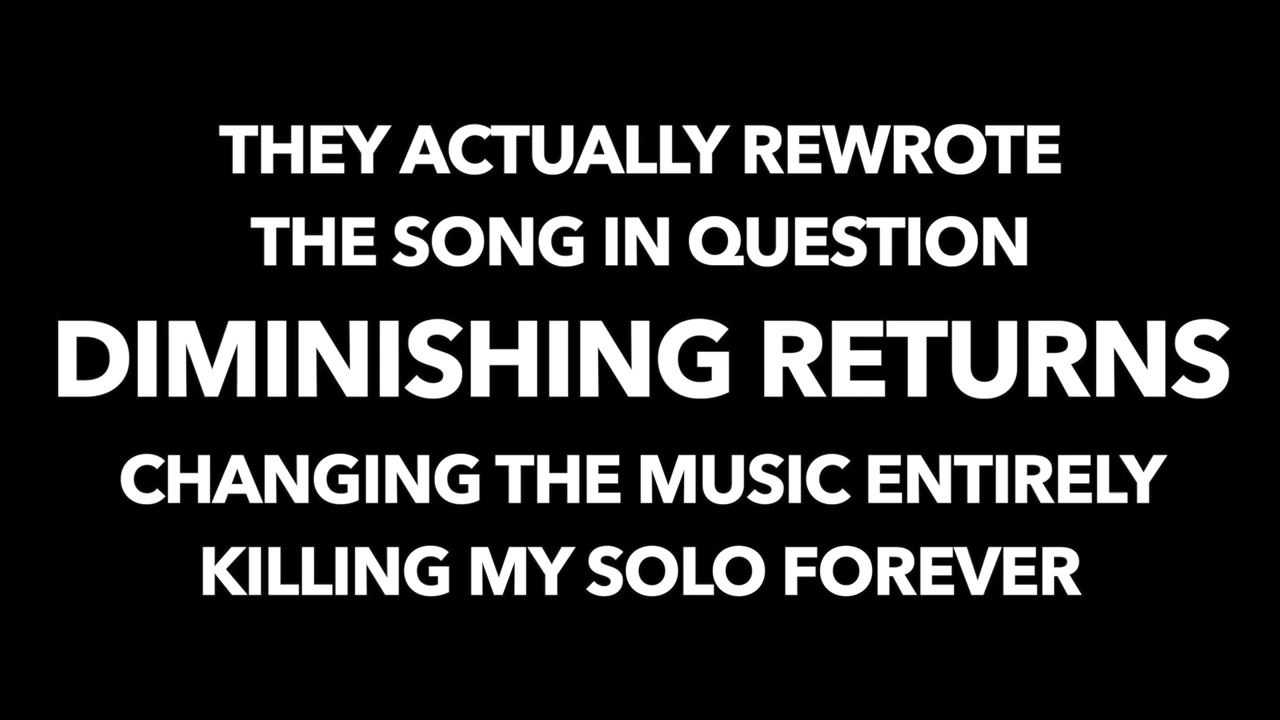 THEY ACTUALLY REWROTE
THE SONG IN QUESTION
DIMINISHING RETURNS
CHANGING THE MUSIC ENTIRELY
KILLING MY SOLO FOREVER